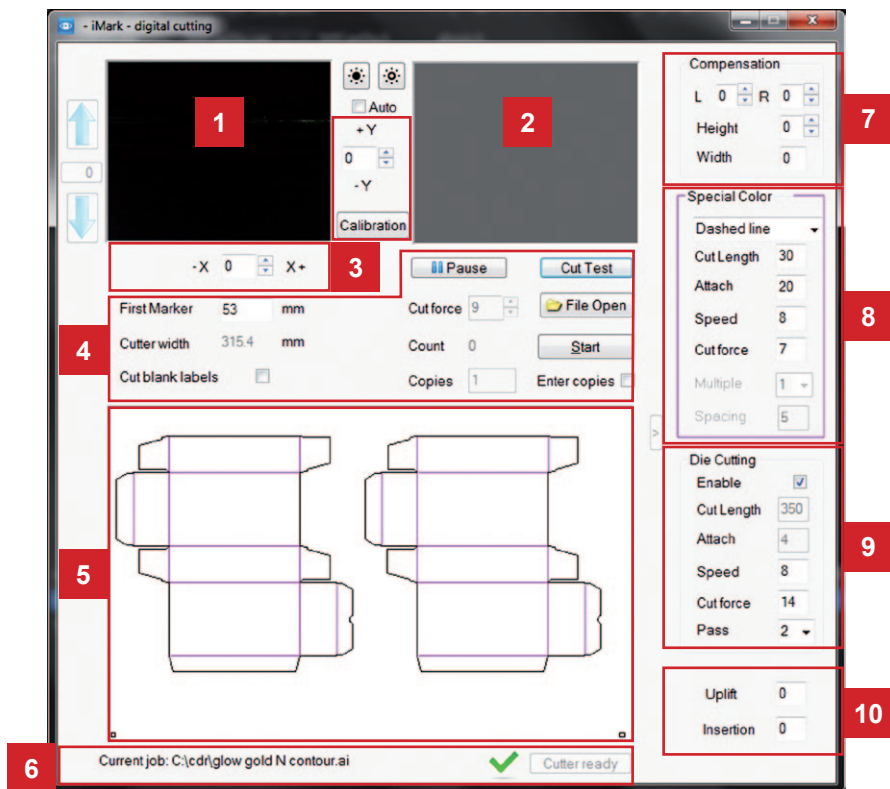 - iMark - digital cutting
1
2
Auto
+Y
0
-Y
Calibration
0
-X 0 X+
3
4
First Marker 53 mm
Cutter width 315.4 mm
Cut blank labels
Pause
Cut Test
Cut force 9
File Open
Count 0
Start
Copies 1
Enter copies
5
6
Current job: C:\cdr\glow gold N contour.ai
Cutter ready
>
7
Compensation
L 0 R 0
Height 0
Width 0
8
Special Color
Dashed line
Cut Length 30
Attach 20
Speed 8
Cut force 7
Multiple 1
Spacing 5
9
Die Cutting
Enable
Cut Length 350
Attach 4
Speed 8
Cut force 14
Pass 2
10
Uplift 0
Insertion 0